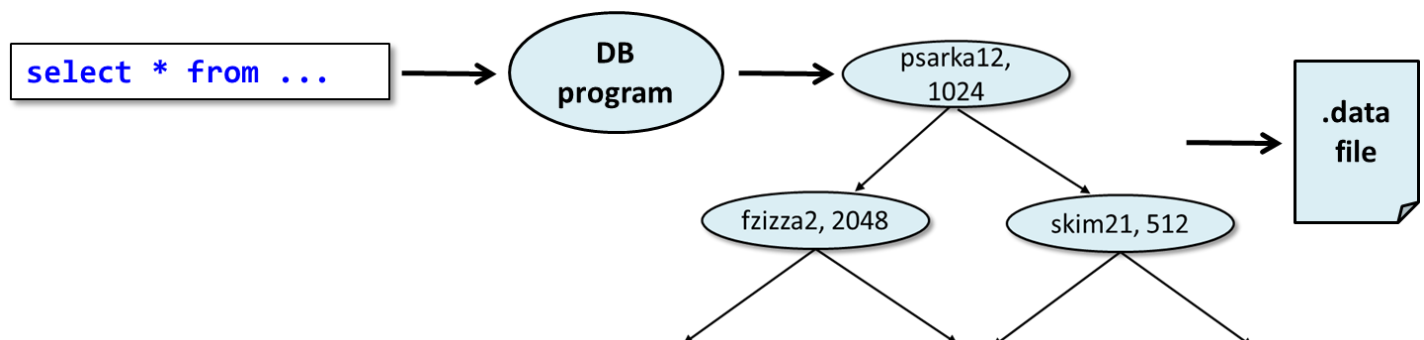 select * from ...
DB
program
psarka12,
1024
.data
file
fzizza2, 2048
skim21, 512